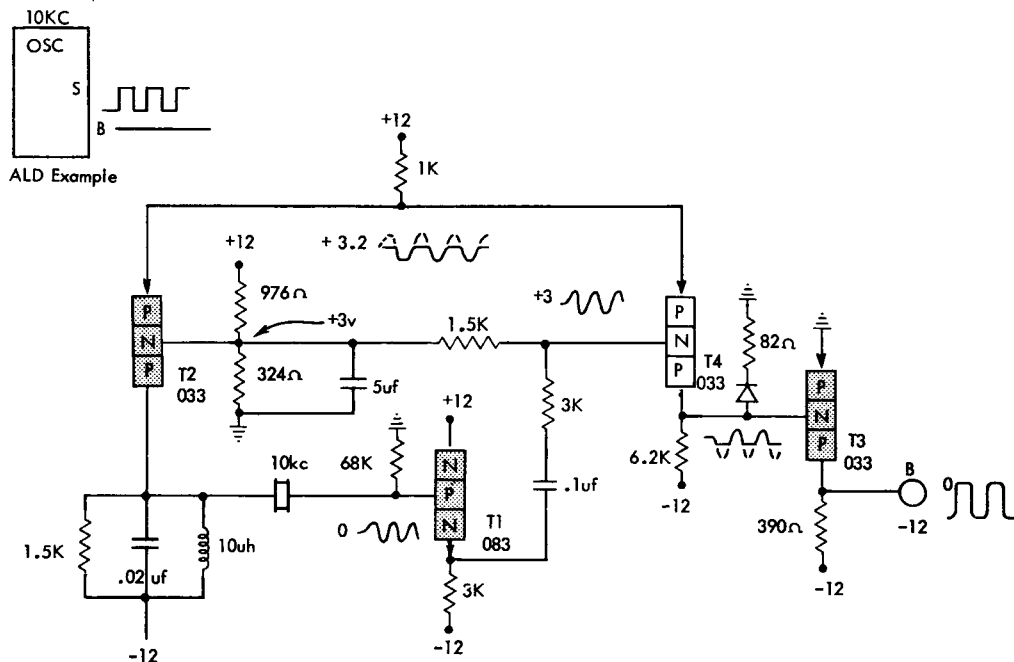 10KC
OSC
S
B
ALD Example
+12
1K
+12
+ 3.2
976Ω
+3v
+3
1.5K
P
N
P
T2
033
324Ω
5uf
P
N
P
T4
033
82Ω
P
N
P
T3
033
+12
3K
68K
10kc
N
P
N
T1
083
.1uf
6.2K
-12
B
0
-12
390Ω
-12
1.5K
.02 uf
10uh
0
3K
-12
-12